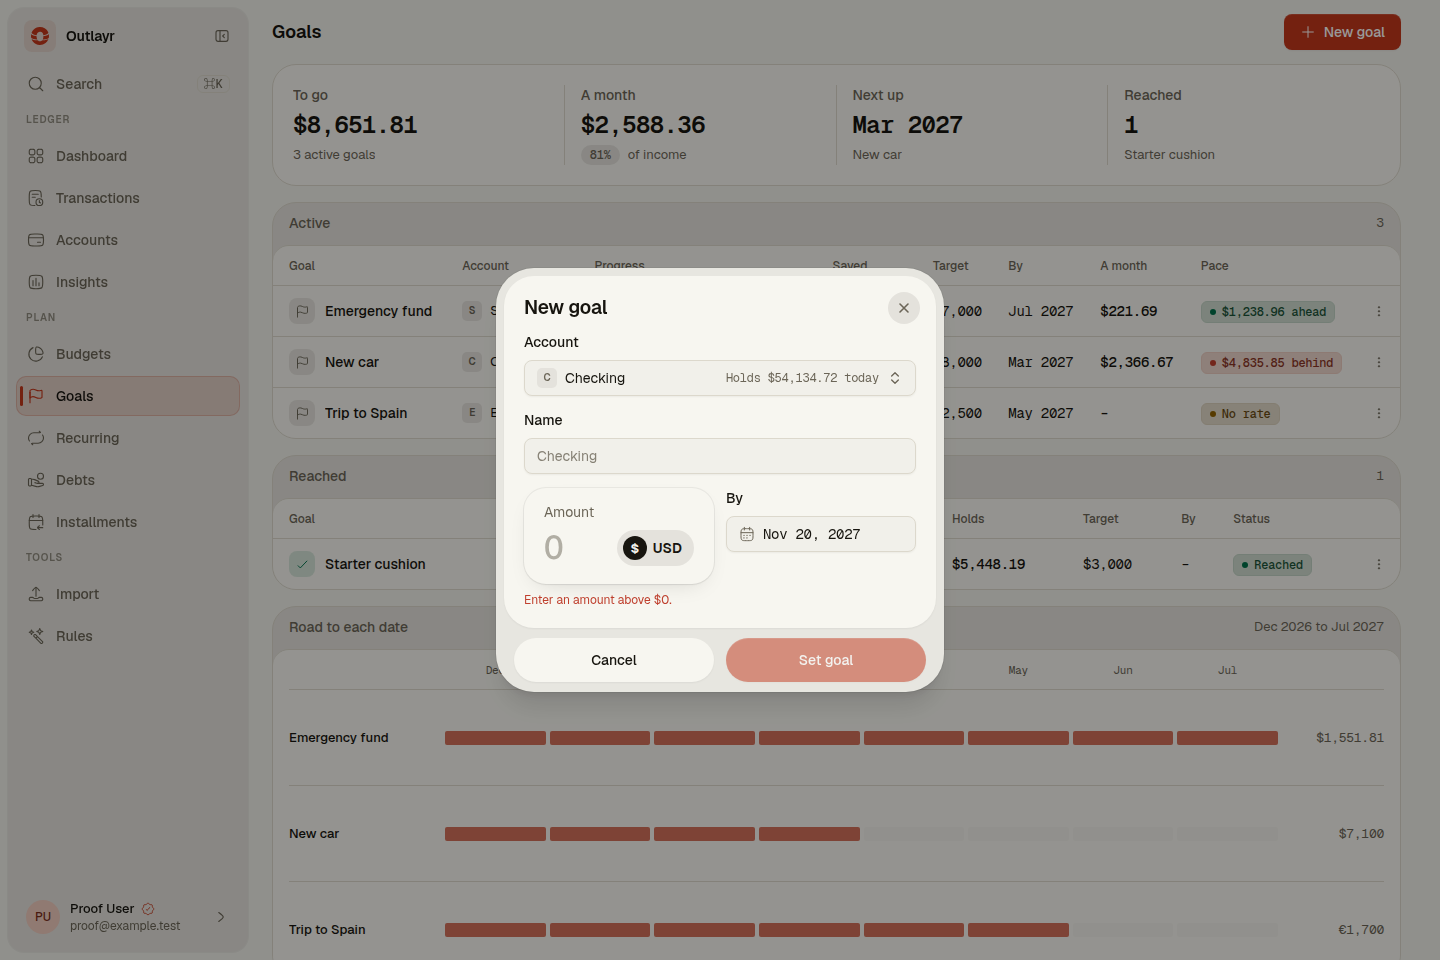 Outlayr
Search
⌘K
LEDGER
Dashboard
Transactions
Accounts
Insights
PLAN
Budgets
Goals
Recurring
Debts
Installments
TOOLS
Import
Rules
PU
Proof User
proof@example.test
Goals
New goal
To go
$8,651.81
3 active goals
A month
$2,588.36
81% of income
Next up
Mar 2027
New car
Reached
1
Starter cushion
Active 3
Goal Account Progress Saved Target By A month Pace
Emergency fund S 7,000 Jul 2027 $221.69 $1,238.96 ahead
New car C 8,000 Mar 2027 $2,366.67 $4,835.85 behind
Trip to Spain E 2,500 May 2027 – No rate
Reached 1
Goal Holds Target By Status
Starter cushion $5,448.19 $3,000 – Reached
Road to each date Dec 2026 to Jul 2027
May Jun Jul
Emergency fund $1,551.81
New car $7,100
Trip to Spain €1,700
New goal
Account
C Checking Holds $54,134.72 today
Name
Checking
Amount
0 $ USD
Enter an amount above $0.
By
Nov 20, 2027
Cancel
Set goal